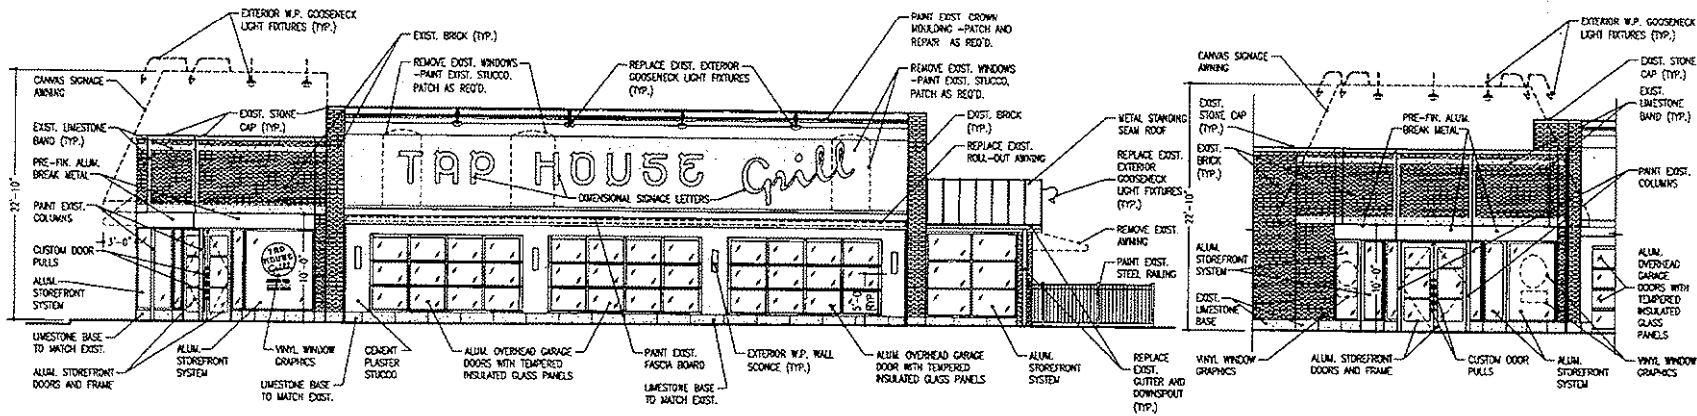 EXTERIOR W.P. GOOSENECK
LIGHT FIXTURES (TYP.)
CANVAS SIGNAGE
AWNING
EXIST. STONE
CAP (TYP.)
EXIST. LIMESTONE
BAND (TYP.)
PRE-FIN. ALUM.
BREAK METAL
22'-10"
PAINT EXIST.
COLUMNS
3'-0"
CUSTOM DOOR
PULLS
ALUM.
STOREFRONT
SYSTEM
LIMESTONE BASE
TO MATCH EXIST.
ALUM. STOREFRONT
DOORS AND FRAME
ALUM.
STOREFRONT
SYSTEM
TAP
HOUSE
Grill
10'-0"
VINYL WINDOW
GRAPHICS
LIMESTONE BASE
TO MATCH EXIST.
EXIST. BRICK (TYP.)
REMOVE EXIST. WINDOWS
-PAINT EXIST. STUCCO.
PATCH AS REQ'D.
REPLACE EXIST. EXTERIOR
GOOSENECK LIGHT FIXTURES
(TYP.)
PAINT EXIST. CROWN
MOULDING -PATCH AND
REPAIR AS REQ'D.
REMOVE EXIST. WINDOWS
-PAINT EXIST. STUCCO,
PATCH AS REQ'D.
TAP HOUSE Grill
DIMENSIONAL SIGNAGE LETTERS
EXIST. BRICK
(TYP.)
REPLACE EXIST.
ROLL-OUT AWNING
METAL STANDING
SEAM ROOF
REPLACE EXIST.
EXTERIOR
GOOSENECK
LIGHT FIXTURES
(TYP.)
REMOVE EXIST.
AWNING
PAINT EXIST.
STEEL RAILING
5'-0"
TYP.
CEMENT
PLASTER
STUCCO
ALUM. OVERHEAD GARAGE
DOORS WITH TEMPERED
INSULATED GLASS PANELS
PAINT EXIST.
FASCIA BOARD
LIMESTONE BASE
TO MATCH EXIST.
EXTERIOR W.P. WALL
SCONCE (TYP.)
ALUM. OVERHEAD GARAGE
DOOR WITH TEMPERED
INSULATED GLASS PANELS
ALUM.
STOREFRONT
SYSTEM
REPLACE
EXIST.
GUTTER AND
DOWNSPOUT
(TYP.)
EXTERIOR W.P. GOOSENECK
LIGHT FIXTURES (TYP.)
CANVAS SIGNAGE
AWNING
EXIST. STONE
CAP (TYP.)
EXIST.
LIMESTONE
BAND (TYP.)
EXIST.
STONE CAP
(TYP.)
PRE-FIN. ALUM.
BREAK METAL
EXIST.
BRICK
(TYP.)
22'-10"
PAINT EXIST.
COLUMNS
ALUM.
STOREFRONT
SYSTEM
10'-0"
EXIST.
LIMESTONE
BASE
ALUM.
OVERHEAD
GARAGE
DOORS WITH
TEMPERED
INSULATED
GLASS
PANELS
VINYL WINDOW
GRAPHICS
ALUM. STOREFRONT
DOORS AND FRAME
CUSTOM DOOR
PULLS
ALUM.
STOREFRONT
SYSTEM
VINYL WINDOW
GRAPHICS